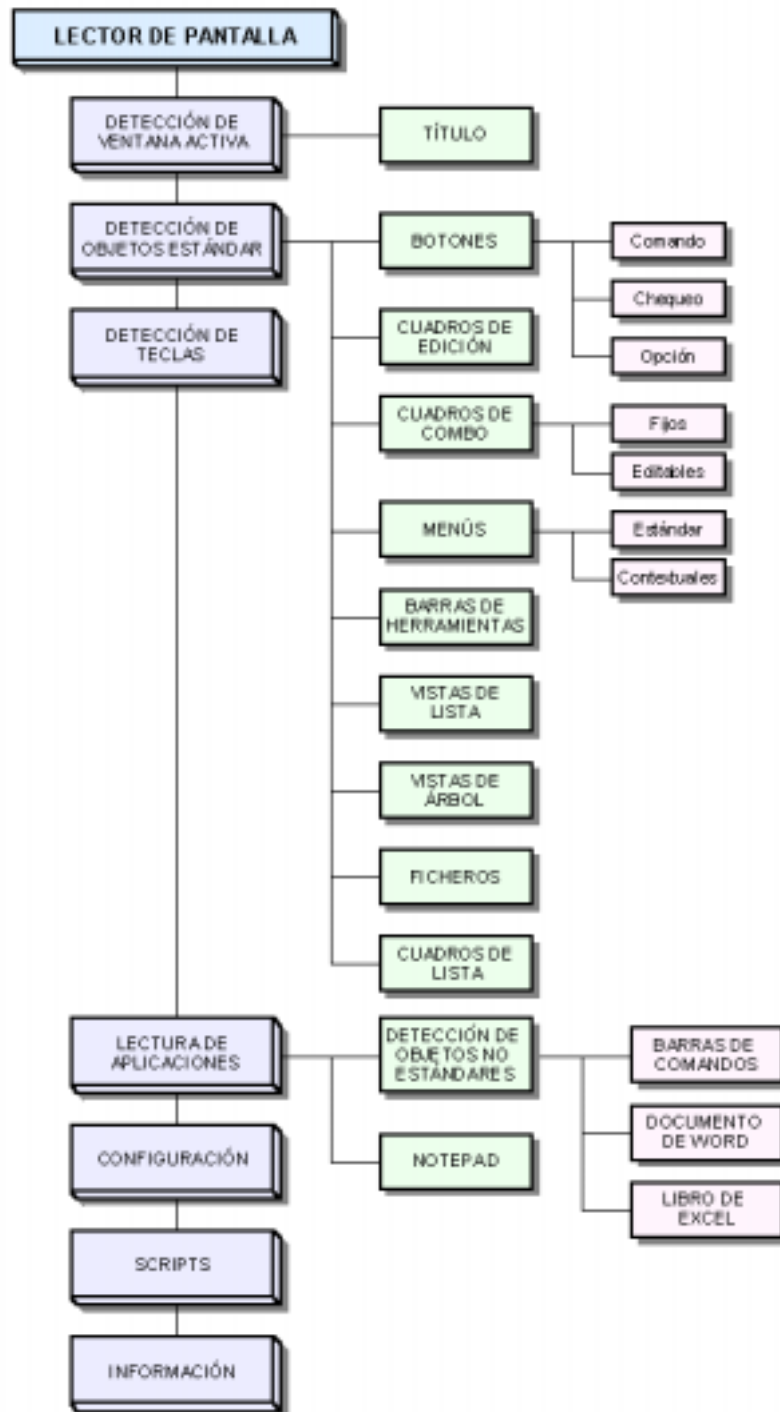 LECTOR DE PANTALLA
DETECCIÓN DE
VENTANA ACTIVA
TÍTULO
DETECCIÓN DE
OBJETOS ESTÁNDAR
BOTONES
Comando
Chequeo
Opción
DETECCIÓN DE
TECLAS
CUADROS DE
EDICIÓN
CUADROS DE
COMBO
Fijos
Editables
MENÚS
Estándar
Contextuales
BARRAS DE
HERRAMIENTAS
VISTAS DE
LISTA
VISTAS DE
ÁRBOL
FICHEROS
CUADROS DE
LISTA
LECTURA DE
APLICACIONES
DETECCIÓN DE
OBJETOS NO
ESTÁNDARES
BARRAS DE
COMANDOS
DOCUMENTO
DE WORD
LIBRO DE
EXCEL
NOTEPAD
CONFIGURACIÓN
SCRIPTS
INFORMACIÓN